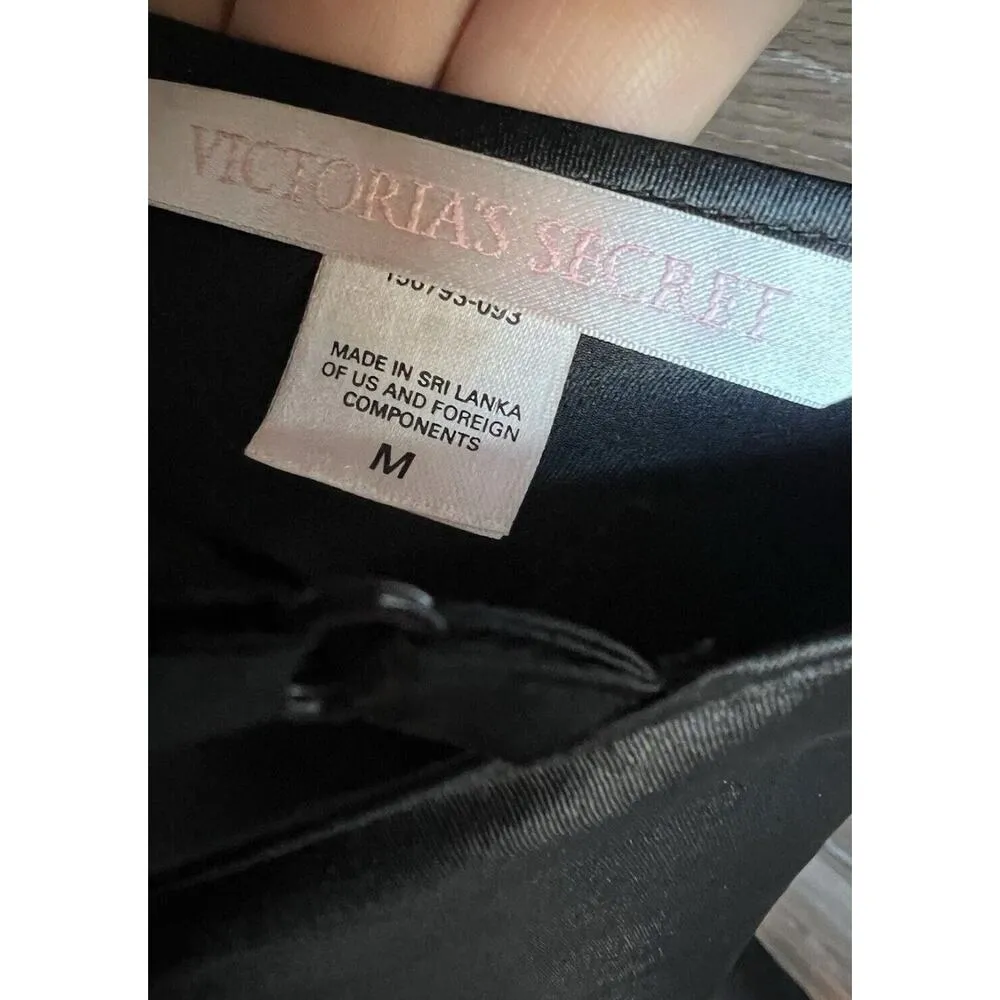 VICTORIA'S SECRET
MADE IN SRI LANKA
OF US AND FOREIGN
COMPONENTS
M